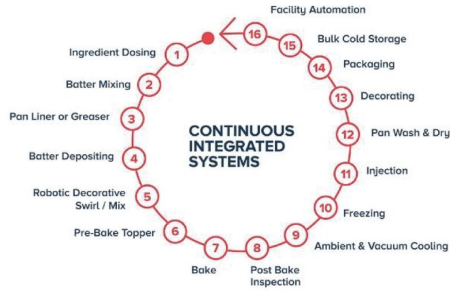 CONTINUOUS
INTEGRATED
SYSTEMS
1
Ingredient Dosing
2
Batter Mixing
3
Pan Liner or Greaser
4
Batter Depositing
5
Robotic Decorative
Swirl / Mix
6
Pre-Bake Topper
7
Bake
8
Post Bake
Inspection
9
Ambient & Vacuum Cooling
10
Freezing
11
Injection
12
Pan Wash & Dry
13
Decorating
14
Packaging
15
Bulk Cold Storage
16
Facility Automation